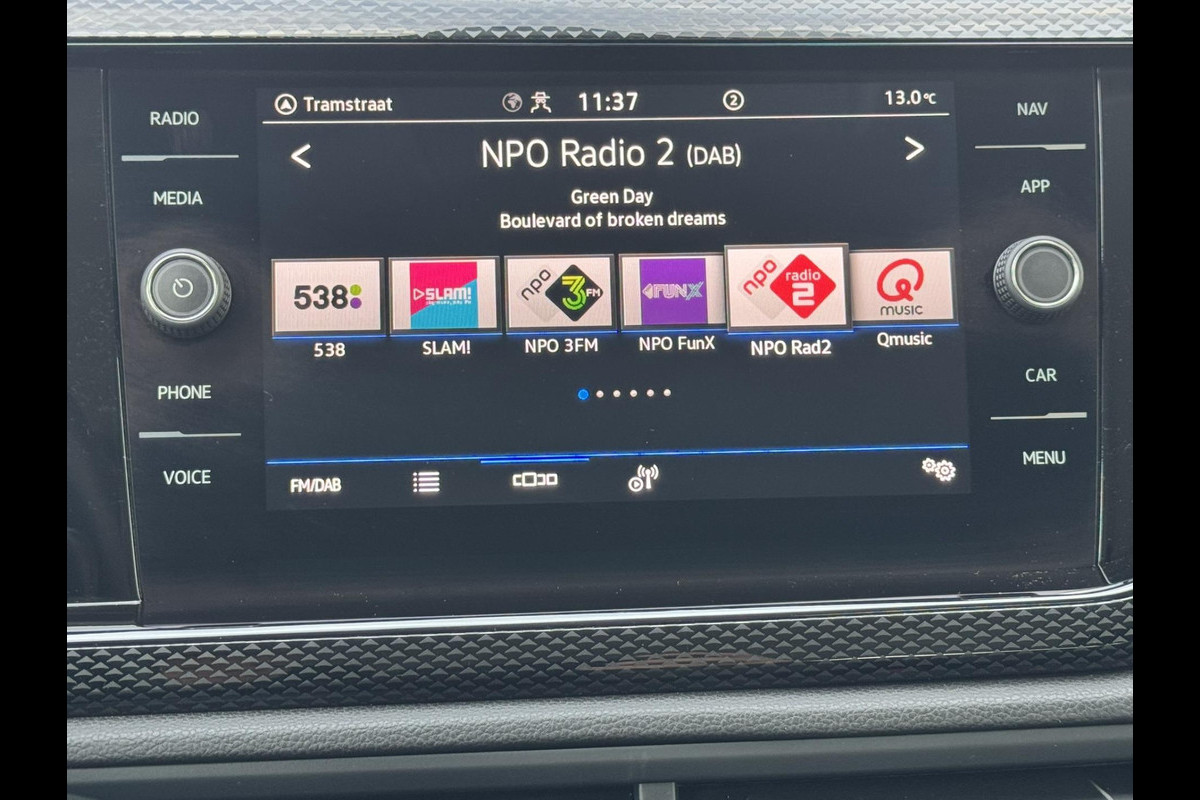 RADIO
MEDIA
PHONE
VOICE
Tramstraat
11:37
2
13.0°C
< NPO Radio 2 (DAB) >
Green Day
Boulevard of broken dreams
538
SLAM!
npo 3FM
FUNX
npo radio 2
Q MUSIC
538
SLAM!
NPO 3FM
NPO FunX
NPO Rad2
Qmusic
FM/DAB
NAV
APP
CAR
MENU